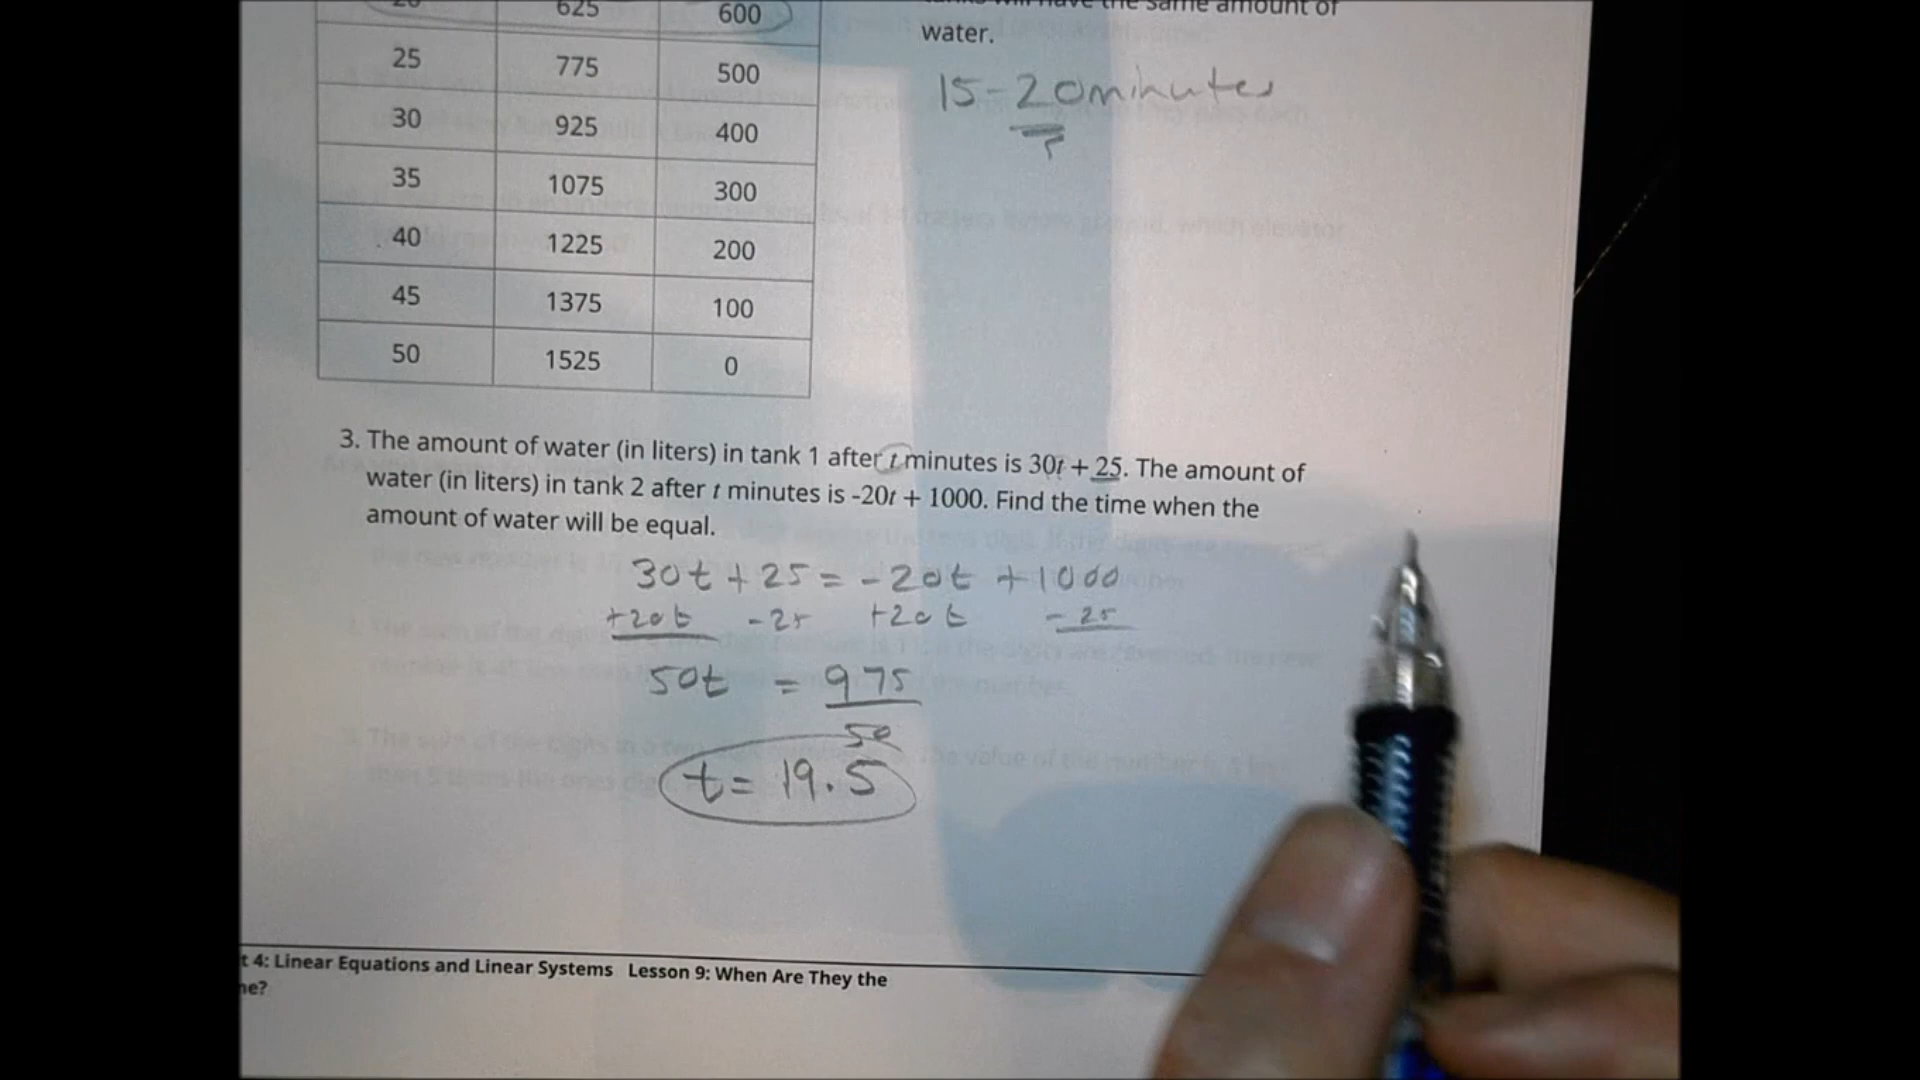 625 600
the same amount of
water.
25 775 500
15-20minutes
30 925 400
35 1075 300
40 1225 200
45 1375 100
50 1525 0
3. The amount of water (in liters) in tank 1 after t minutes is 30t + 25. The amount of
water (in liters) in tank 2 after t minutes is -20t + 1000. Find the time when the
amount of water will be equal.
30t + 25 = -20t + 1000
+20t -25 +20t -25
50t = 975
50
t = 19.5
t 4: Linear Equations and Linear Systems Lesson 9: When Are They the